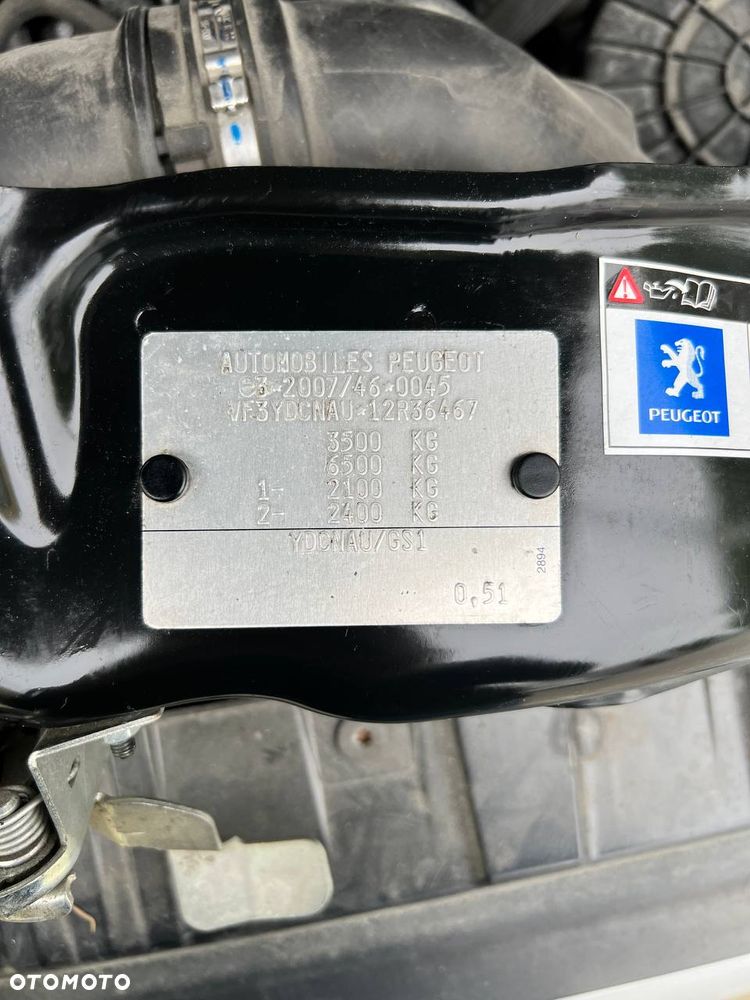 AUTOMOBILES PEUGEOT
e3*2007/46*0045
VF3YDCNAU*12R36467
3500 KG
6500 KG
1- 2100 KG
2- 2400 KG
YDCNAU/GS1
0,51
2894
PEUGEOT
OTOMOTO